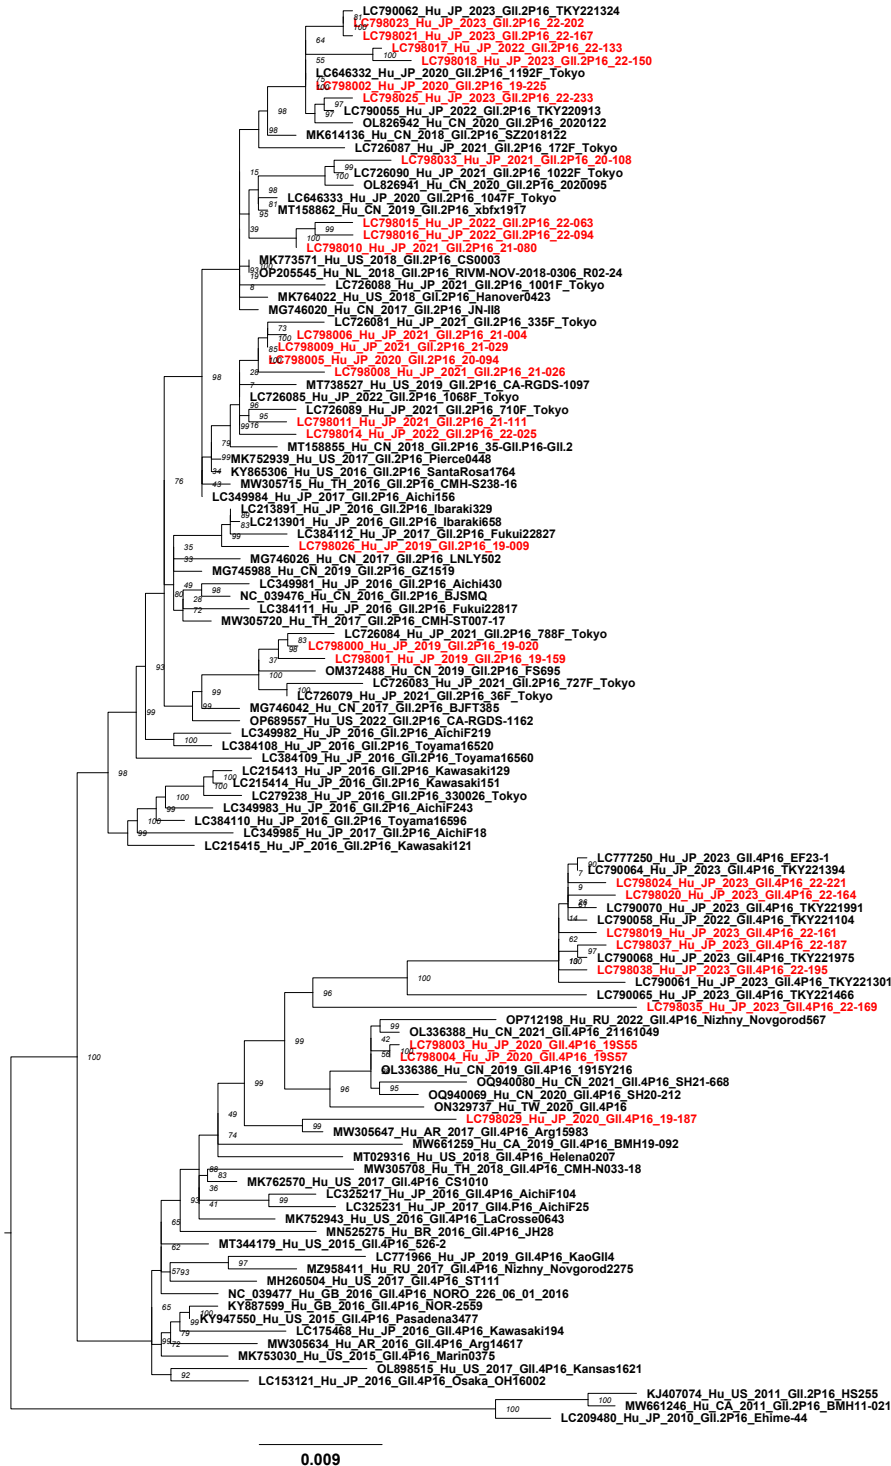 LC790062_Hu_JP_2023_GII.2P16_TKY221324
LC798023_Hu_JP_2023_GII.2P16_22-202
LC798021_Hu_JP_2023_GII.2P16_22-167
LC798017_Hu_JP_2022_GII.2P16_22-133
LC798018_Hu_JP_2023_GII.2P16_22-150
LC646332_Hu_JP_2020_GII.2P16_1192F_Tokyo
LC798002_Hu_JP_2020_GII.2P16_19-225
LC798025_Hu_JP_2023_GII.2P16_22-233
LC790055_Hu_JP_2022_GII.2P16_TKY220913
OL826942_Hu_CN_2020_GII.2P16_2020122
MK614136_Hu_CN_2018_GII.2P16_SZ2018122
LC726087_Hu_JP_2021_GII.2P16_172F_Tokyo
LC798033_Hu_JP_2021_GII.2P16_20-108
LC726090_Hu_JP_2021_GII.2P16_1022F_Tokyo
OL826941_Hu_CN_2020_GII.2P16_2020095
LC646333_Hu_JP_2020_GII.2P16_1047F_Tokyo
MT158862_Hu_CN_2019_GII.2P16_xbfx1917
LC798015_Hu_JP_2022_GII.2P16_22-063
LC798016_Hu_JP_2022_GII.2P16_22-094
LC798010_Hu_JP_2021_GII.2P16_21-080
MK773571_Hu_US_2018_GII.2P16_CS0003
OP205545_Hu_NL_2018_GII.2P16_RIVM-NOV-2018-0306_R02-24
LC726088_Hu_JP_2021_GII.2P16_1001F_Tokyo
MK764022_Hu_US_2018_GII.2P16_Hanover0423
MG746020_Hu_CN_2017_GII.2P16_JN-II8
LC726081_Hu_JP_2021_GII.2P16_335F_Tokyo
LC798006_Hu_JP_2021_GII.2P16_21-004
LC798009_Hu_JP_2021_GII.2P16_21-029
LC798005_Hu_JP_2020_GII.2P16_20-094
LC798008_Hu_JP_2021_GII.2P16_21-026
MT738527_Hu_US_2019_GII.2P16_CA-RGDS-1097
LC726085_Hu_JP_2022_GII.2P16_1068F_Tokyo
LC726089_Hu_JP_2021_GII.2P16_710F_Tokyo
LC798011_Hu_JP_2021_GII.2P16_21-111
LC798014_Hu_JP_2022_GII.2P16_22-025
MT158855_Hu_CN_2018_GII.2P16_35-GII.P16-GII.2
MK752939_Hu_US_2017_GII.2P16_Pierce0448
KY865306_Hu_US_2016_GII.2P16_SantaRosa1764
MW305715_Hu_TH_2016_GII.2P16_CMH-S238-16
LC349984_Hu_JP_2017_GII.2P16_Aichi156
LC213891_Hu_JP_2016_GII.2P16_Ibaraki329
LC213901_Hu_JP_2016_GII.2P16_Ibaraki658
LC384112_Hu_JP_2017_GII.2P16_Fukui22827
LC798026_Hu_JP_2019_GII.2P16_19-009
MG746026_Hu_CN_2017_GII.2P16_LNLY502
MG745988_Hu_CN_2019_GII.2P16_GZ1519
LC349981_Hu_JP_2016_GII.2P16_Aichi430
NC_039476_Hu_CN_2016_GII.2P16_BJSMQ
LC384111_Hu_JP_2016_GII.2P16_Fukui22817
MW305720_Hu_TH_2017_GII.2P16_CMH-ST007-17
LC726084_Hu_JP_2021_GII.2P16_788F_Tokyo
LC798000_Hu_JP_2019_GII.2P16_19-020
LC798001_Hu_JP_2019_GII.2P16_19-159
OM372488_Hu_CN_2019_GII.2P16_FS695
LC726083_Hu_JP_2021_GII.2P16_727F_Tokyo
LC726079_Hu_JP_2021_GII.2P16_36F_Tokyo
MG746042_Hu_CN_2017_GII.2P16_BJFT385
OP689557_Hu_US_2022_GII.2P16_CA-RGDS-1162
LC349982_Hu_JP_2016_GII.2P16_AichiF219
LC384108_Hu_JP_2016_GII.2P16_Toyama16520
LC384109_Hu_JP_2016_GII.2P16_Toyama16560
LC215413_Hu_JP_2016_GII.2P16_Kawasaki129
LC215414_Hu_JP_2016_GII.2P16_Kawasaki151
LC279238_Hu_JP_2016_GII.2P16_330026_Tokyo
LC349983_Hu_JP_2016_GII.2P16_AichiF243
LC384110_Hu_JP_2016_GII.2P16_Toyama16596
LC349985_Hu_JP_2017_GII.2P16_AichiF18
LC215415_Hu_JP_2016_GII.2P16_Kawasaki121
LC777250_Hu_JP_2023_GII.4P16_EF23-1
LC790064_Hu_JP_2023_GII.4P16_TKY221394
LC798024_Hu_JP_2023_GII.4P16_22-221
LC798020_Hu_JP_2023_GII.4P16_22-164
LC790070_Hu_JP_2023_GII.4P16_TKY221991
LC790058_Hu_JP_2022_GII.4P16_TKY221104
LC798019_Hu_JP_2023_GII.4P16_22-161
LC798037_Hu_JP_2023_GII.4P16_22-187
LC790068_Hu_JP_2023_GII.4P16_TKY221975
LC798038_Hu_JP_2023_GII.4P16_22-195
LC790061_Hu_JP_2023_GII.4P16_TKY221301
LC790065_Hu_JP_2023_GII.4P16_TKY221466
LC798035_Hu_JP_2023_GII.4P16_22-169
OP712198_Hu_RU_2022_GII.4P16_Nizhny_Novgorod567
OL336388_Hu_CN_2021_GII.4P16_21161049
LC798003_Hu_JP_2020_GII.4P16_19S55
LC798004_Hu_JP_2020_GII.4P16_19S57
OL336386_Hu_CN_2019_GII.4P16_1915Y216
OQ940080_Hu_CN_2021_GII.4P16_SH21-668
OQ940069_Hu_CN_2020_GII.4P16_SH20-212
ON329737_Hu_TW_2020_GII.4P16
LC798029_Hu_JP_2020_GII.4P16_19-187
MW305647_Hu_AR_2017_GII.4P16_Arg15983
MW661259_Hu_CA_2019_GII.4P16_BMH19-092
MT029316_Hu_US_2018_GII.4P16_Helena0207
MW305708_Hu_TH_2018_GII.4P16_CMH-N033-18
MK762570_Hu_US_2017_GII.4P16_CS1010
LC325217_Hu_JP_2016_GII.4P16_AichiF104
LC325231_Hu_JP_2017_GII4.P16_AichiF25
MK752943_Hu_US_2016_GII.4P16_LaCrosse0643
MN525275_Hu_BR_2016_GII.4P16_JH28
MT344179_Hu_US_2015_GII.4P16_526-2
LC771966_Hu_JP_2019_GII.4P16_KaoGII4
MZ958411_Hu_RU_2017_GII.4P16_Nizhny_Novgorod2275
MH260504_Hu_US_2017_GII.4P16_ST111
NC_039477_Hu_GB_2016_GII.4P16_NORO_226_06_01_2016
KY887599_Hu_GB_2016_GII.4P16_NOR-2559
KY947550_Hu_US_2015_GII.4P16_Pasadena3477
LC175468_Hu_JP_2016_GII.4P16_Kawasaki194
MW305634_Hu_AR_2016_GII.4P16_Arg14617
MK753030_Hu_US_2015_GII.4P16_Marin0375
OL898515_Hu_US_2017_GII.4P16_Kansas1621
LC153121_Hu_JP_2016_GII.4P16_Osaka_OH16002
KJ407074_Hu_US_2011_GII.2P16_HS255
MW661246_Hu_CA_2011_GII.2P16_BMH11-021
LC209480_Hu_JP_2010_GII.2P16_Ehime-44
0.009